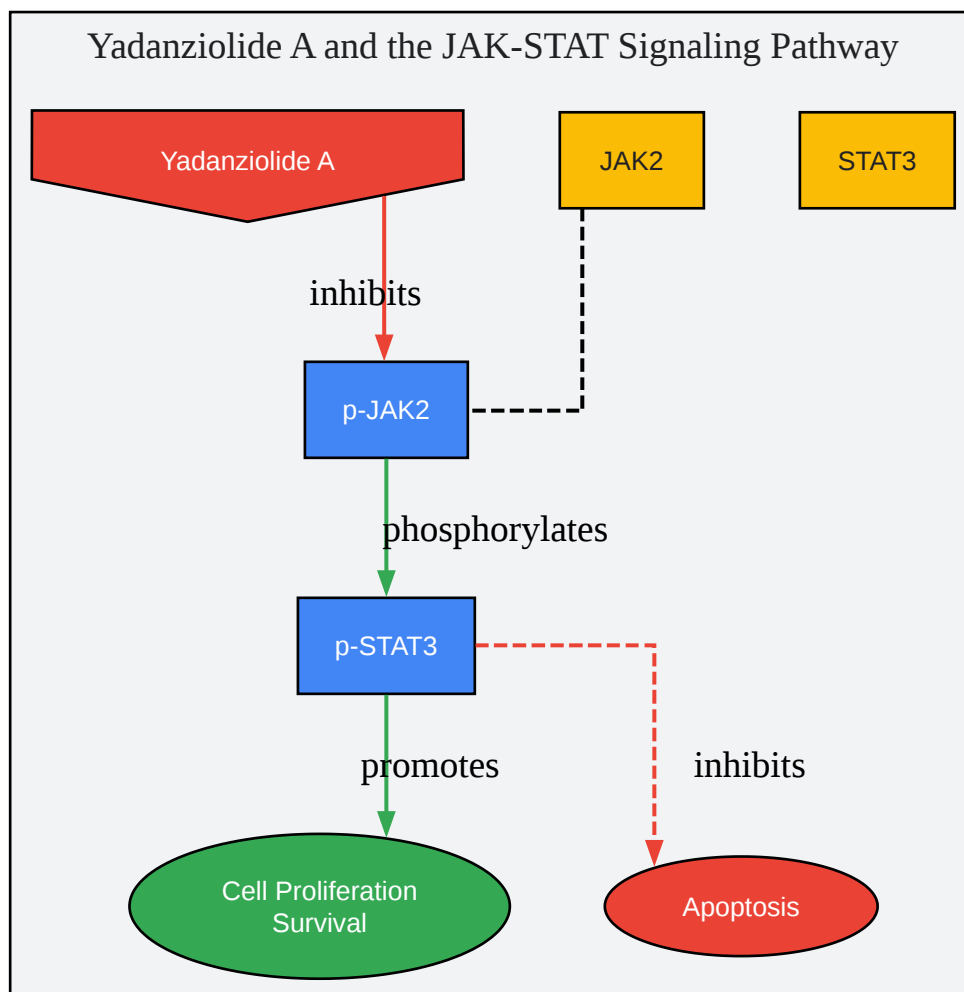 Yadanziolide A and the JAK-STAT Signaling Pathway
Yadanziolide A
JAK2
STAT3
inhibits
p-JAK2
phosphorylates
p-STAT3
promotes
inhibits
Cell Proliferation
Survival
Apoptosis